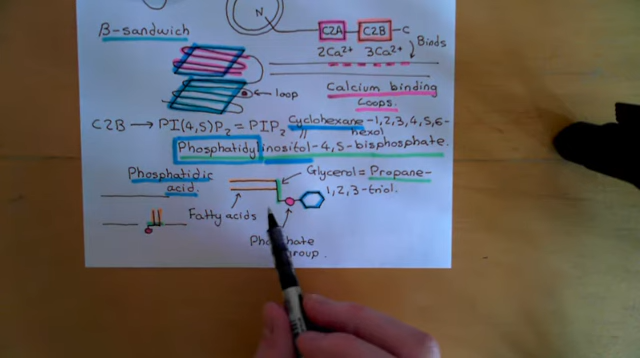 β-sandwich
N
C2A
C2B
-C
2Ca²⁺
3Ca²⁺
Binds
loop
Calcium binding
Loops.
C2B → PI(4,5)P₂ = PIP₂
Cyclohexane-1,2,3,4,5,6-
hexol
Phosphatidylinositol-4,5-bisphosphate.
Phosphatidic
acid.
Glycerol = Propane-
1,2,3-triol.
Fatty acids
Phosphate
group.